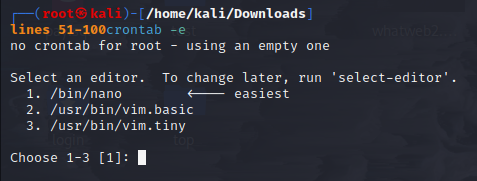 (root㉿kali)-[/home/kali/Downloads]
lines 51-100crontab -e
no crontab for root - using an empty one
Select an editor.  To change later, run 'select-editor'.
  1. /bin/nano        <---- easiest
  2. /usr/bin/vim.basic
  3. /usr/bin/vim.tiny
Choose 1-3 [1]: